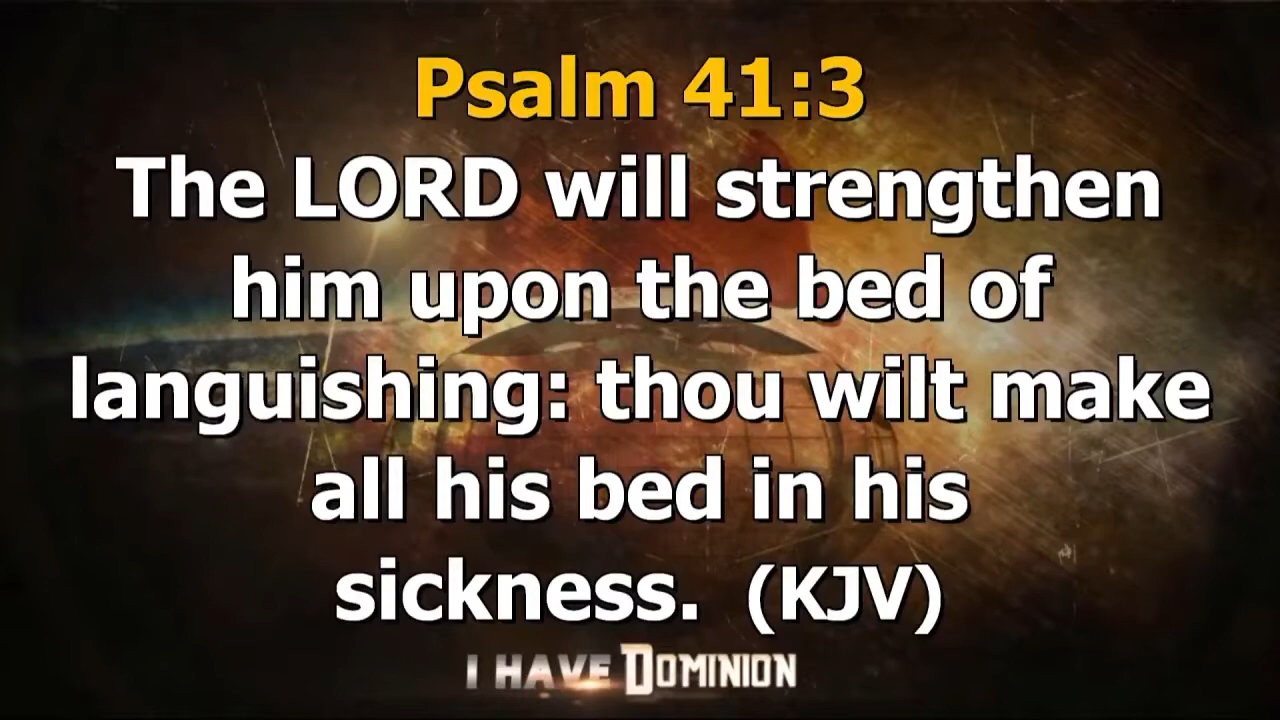 Psalm 41:3
The LORD will strengthen
him upon the bed of
languishing: thou wilt make
all his bed in his
sickness.  (KJV)
I HAVE DOMINION